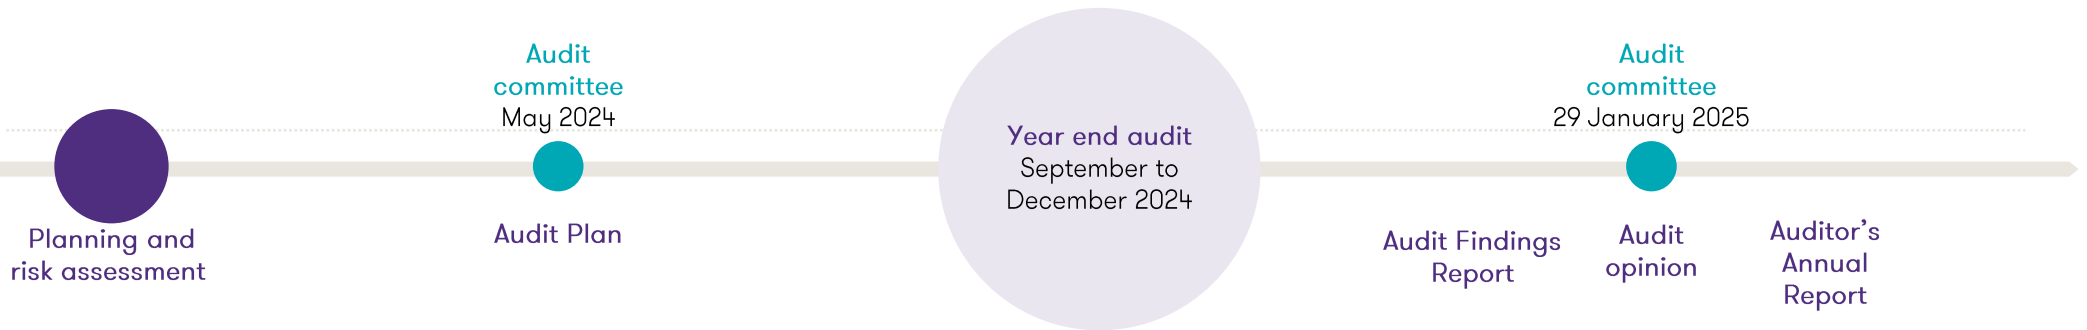 Planning and
risk assessment
Audit
committee
May 2024
Audit Plan
Year end audit
September to
December 2024
Audit
committee
29 January 2025
Audit Findings
Report
Audit
opinion
Auditor’s
Annual
Report